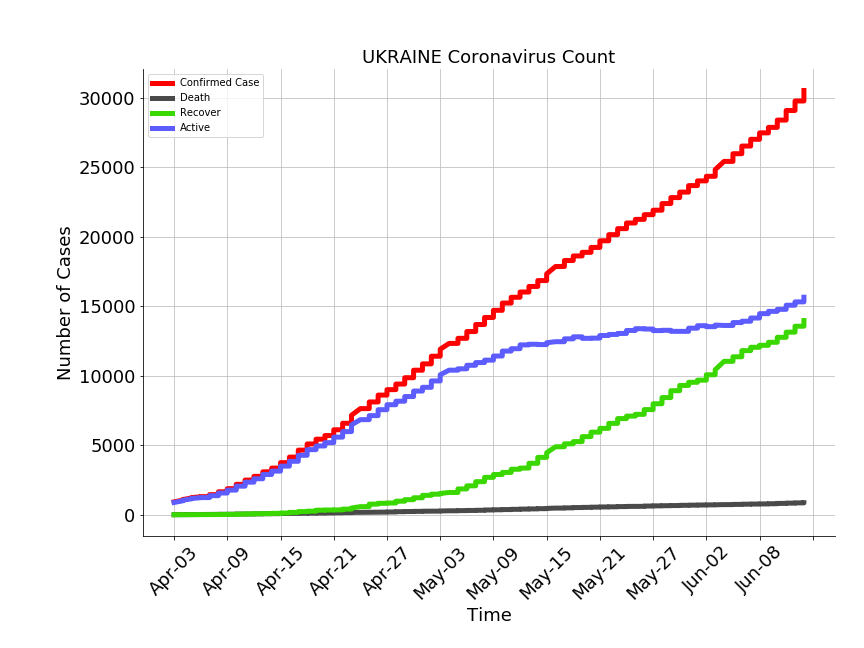 UKRAINE Coronavirus Count
Confirmed Case
Death
Recover
Active
30000
25000
20000
15000
10000
5000
0
Number of Cases
Apr-03
Apr-09
Apr-15
Apr-21
Apr-27
May-03
May-09
May-15
May-21
May-27
Jun-02
Jun-08
Time